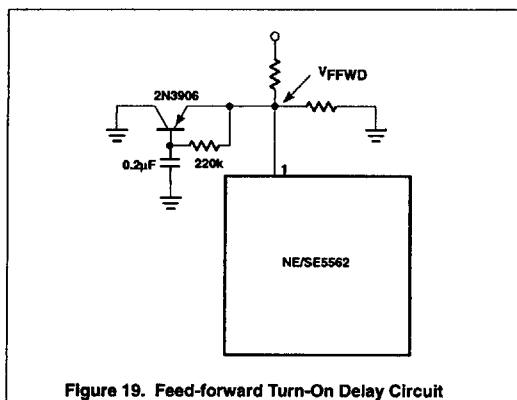 VFFWD
2N3906
0.2µF
220k
1
NE/SE5562
Figure 19. Feed-forward Turn-On Delay Circuit